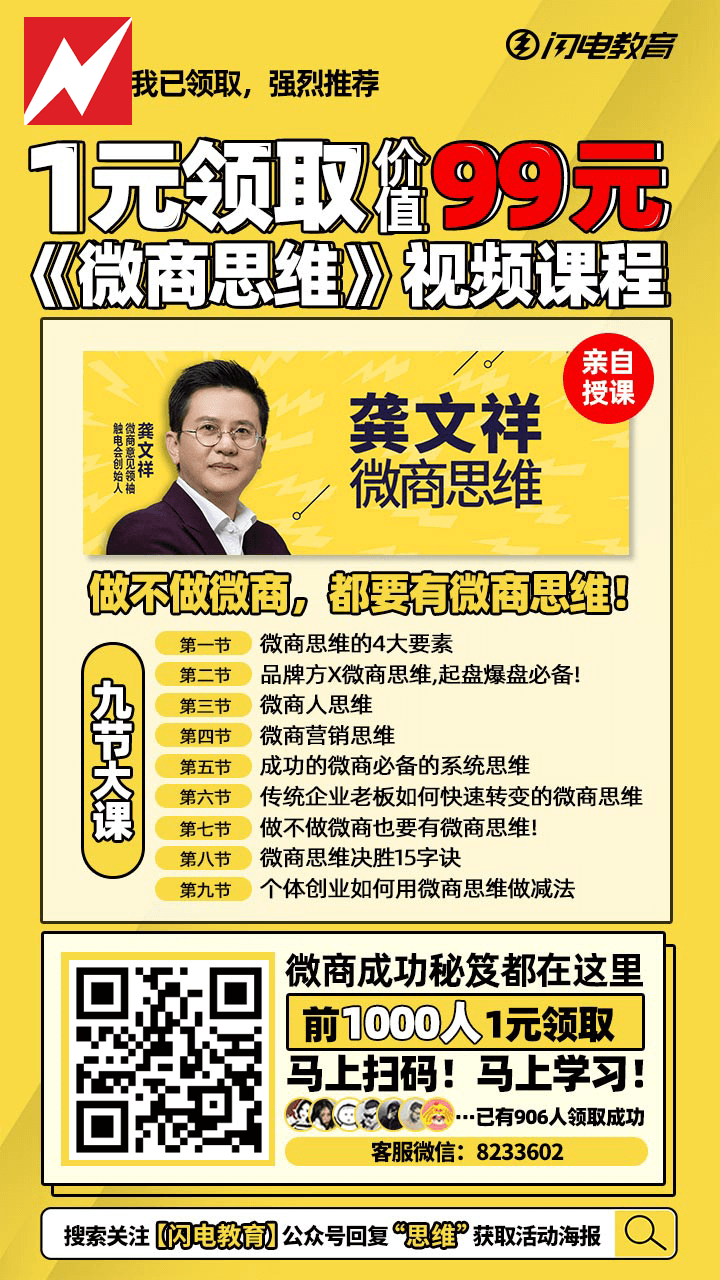 闪电教育
我已领取，强烈推荐
1元领取价值99元
《微商思维》视频课程
亲自
授课
龚文祥
微商意见领袖
触电会创始人
龚文祥
微商思维
做不做微商，都要有微商思维！
九节大课
第一节 微商思维的4大要素
第二节 品牌方X微商思维,起盘爆盘必备!
第三节 微商人思维
第四节 微商营销思维
第五节 成功的微商必备的系统思维
第六节 传统企业老板如何快速转变的微商思维
第七节 做不做微商也要有微商思维!
第八节 微商思维决胜15字诀
第九节 个体创业如何用微商思维做减法
微商成功秘笈都在这里
前1000人1元领取
马上扫码！马上学习！
···已有906人领取成功
客服微信：8233602
搜索关注【闪电教育】公众号回复“思维”获取活动海报